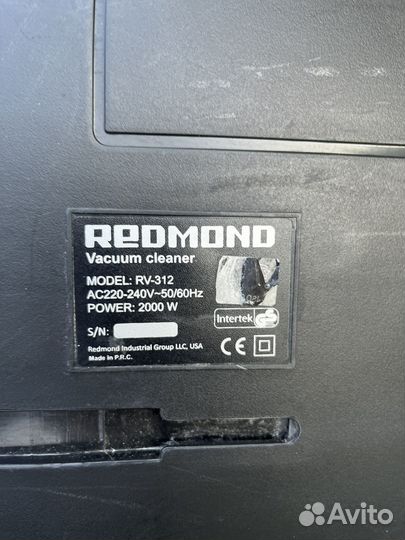 REDMOND
Vacuum cleaner
MODEL: RV-312
AC220-240V~50/60Hz
POWER: 2000 W
S/N:
Intertek
CE
Redmond Industrial Group LLC, USA
Made in P.R.C.
Avito